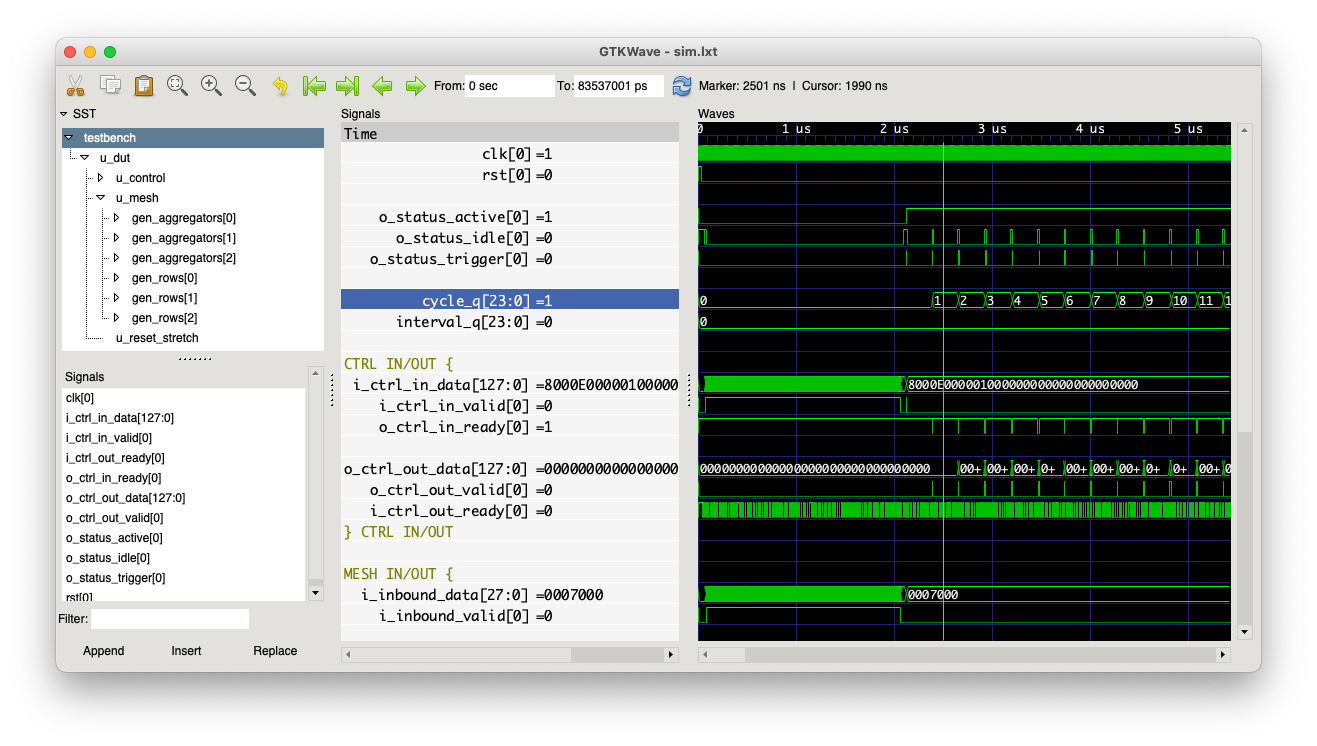 GTKWave - sim.lxt
From: 0 sec To: 83537001 ps Marker: 2501 ns | Cursor: 1990 ns
SST
testbench
u_dut
u_control
u_mesh
gen_aggregators[0]
gen_aggregators[1]
gen_aggregators[2]
gen_rows[0]
gen_rows[1]
gen_rows[2]
u_reset_stretch
Signals
clk[0]
i_ctrl_in_data[127:0]
i_ctrl_in_valid[0]
i_ctrl_out_ready[0]
o_ctrl_in_ready[0]
o_ctrl_out_data[127:0]
o_ctrl_out_valid[0]
o_status_active[0]
o_status_idle[0]
o_status_trigger[0]
rst[0]
Filter:
Append Insert Replace
Signals
Time
clk[0] =1
rst[0] =0
o_status_active[0] =1
o_status_idle[0] =0
o_status_trigger[0] =0
cycle_q[23:0] =1
interval_q[23:0] =0
CTRL IN/OUT {
i_ctrl_in_data[127:0] =8000E00000100000
i_ctrl_in_valid[0] =0
o_ctrl_in_ready[0] =1
o_ctrl_out_data[127:0] =0000000000000000
o_ctrl_out_valid[0] =0
i_ctrl_out_ready[0] =0
} CTRL IN/OUT
MESH IN/OUT {
i_inbound_data[27:0] =0007000
i_inbound_valid[0] =0
Waves
0 1 us 2 us 3 us 4 us 5 us
0 1 2 3 4 5 6 7 8 9 10 11 1
0
8000E000001000000000000000000000
00000000000000000000000000000000 00+ 00+ 00+ 0+ 00+ 00+ 00+ 0+ 0+ 00+ 0
0007000